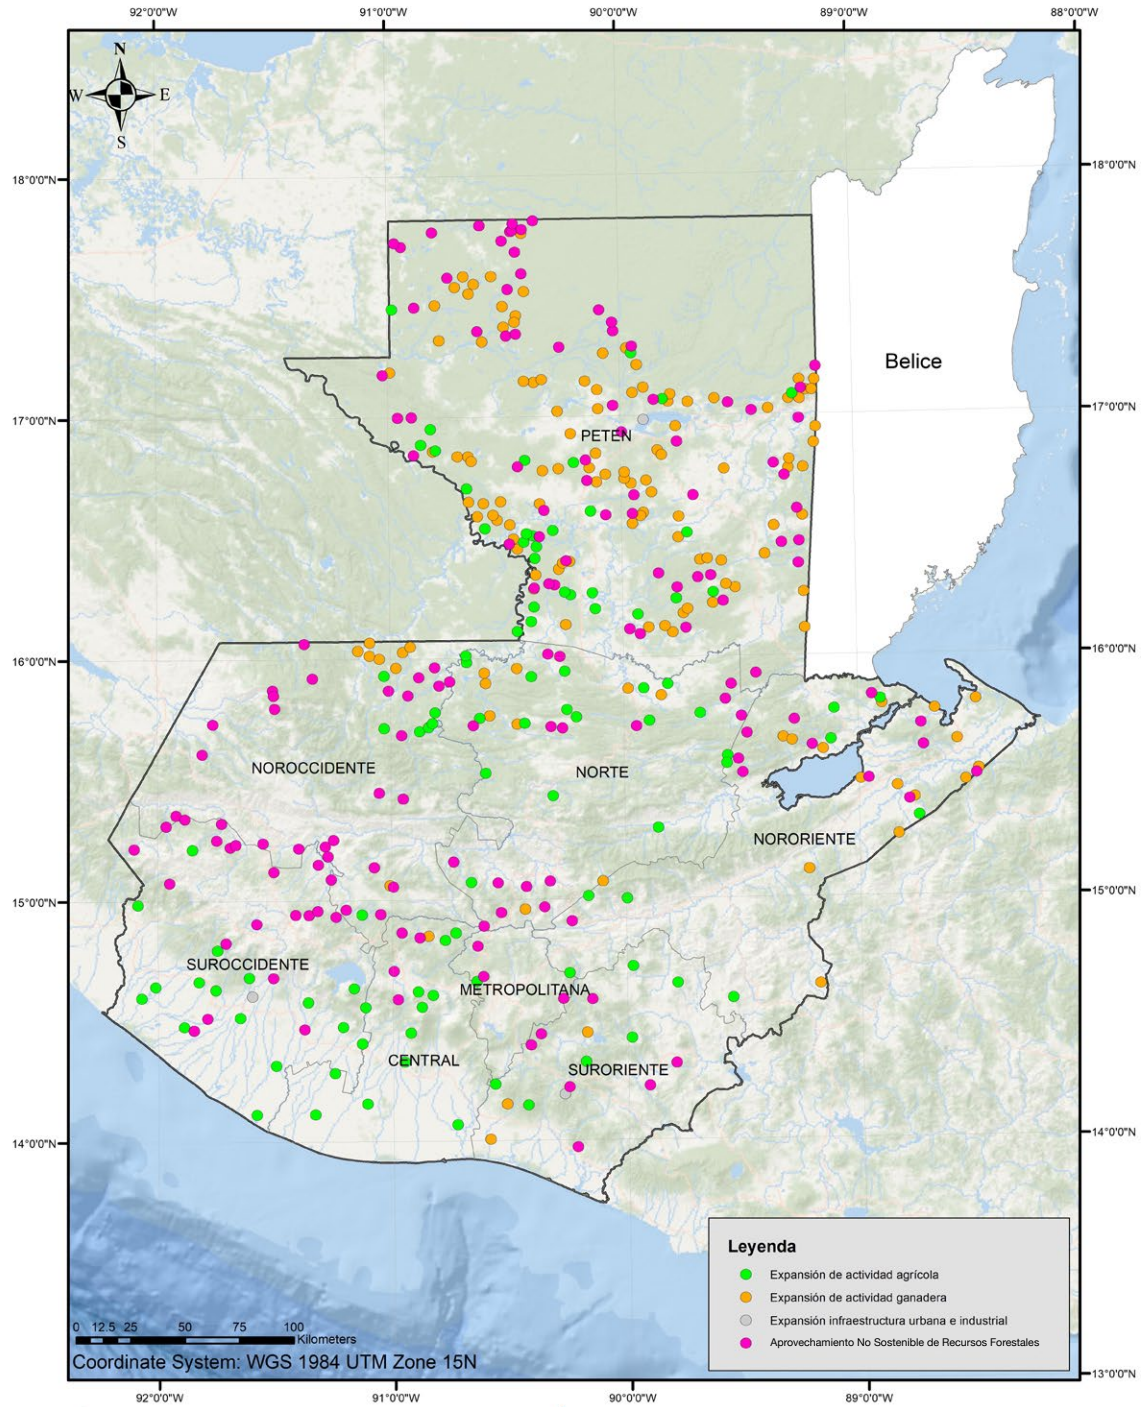 92°0'0"W 91°0'0"W 90°0'0"W 89°0'0"W 88°0'0"W
N
W E
S
18°0'0"N 18°0'0"N
Belice
17°0'0"N 17°0'0"N
PETEN
16°0'0"N 16°0'0"N
NOROCCIDENTE NORTE
NORORIENTE
15°0'0"N 15°0'0"N
SUROCCIDENTE
METROPOLITANA
CENTRAL SURORIENTE
14°0'0"N 14°0'0"N
Leyenda
Expansión de actividad agrícola
Expansión de actividad ganadera
Expansión infraestructura urbana e industrial
Aprovechamiento No Sostenible de Recursos Forestales
0 12.5 25 50 75 100
Kilometers
Coordinate System: WGS 1984 UTM Zone 15N
13°0'0"N
92°0'0"W 91°0'0"W 90°0'0"W 89°0'0"W